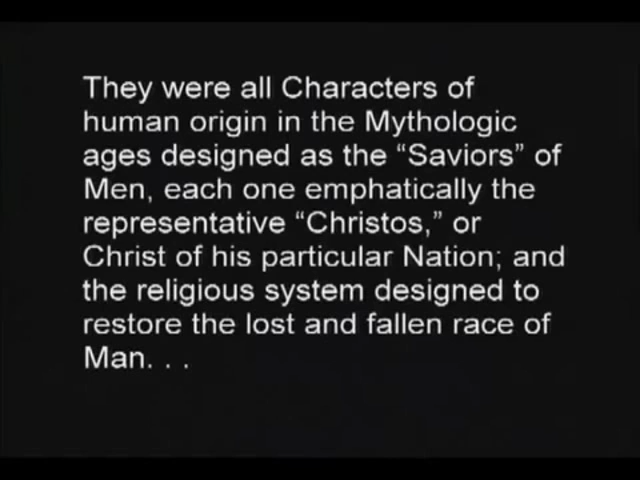 They were all Characters of
human origin in the Mythologic
ages designed as the “Saviors” of
Men, each one emphatically the
representative “Christos,” or
Christ of his particular Nation; and
the religious system designed to
restore the lost and fallen race of
Man. . .